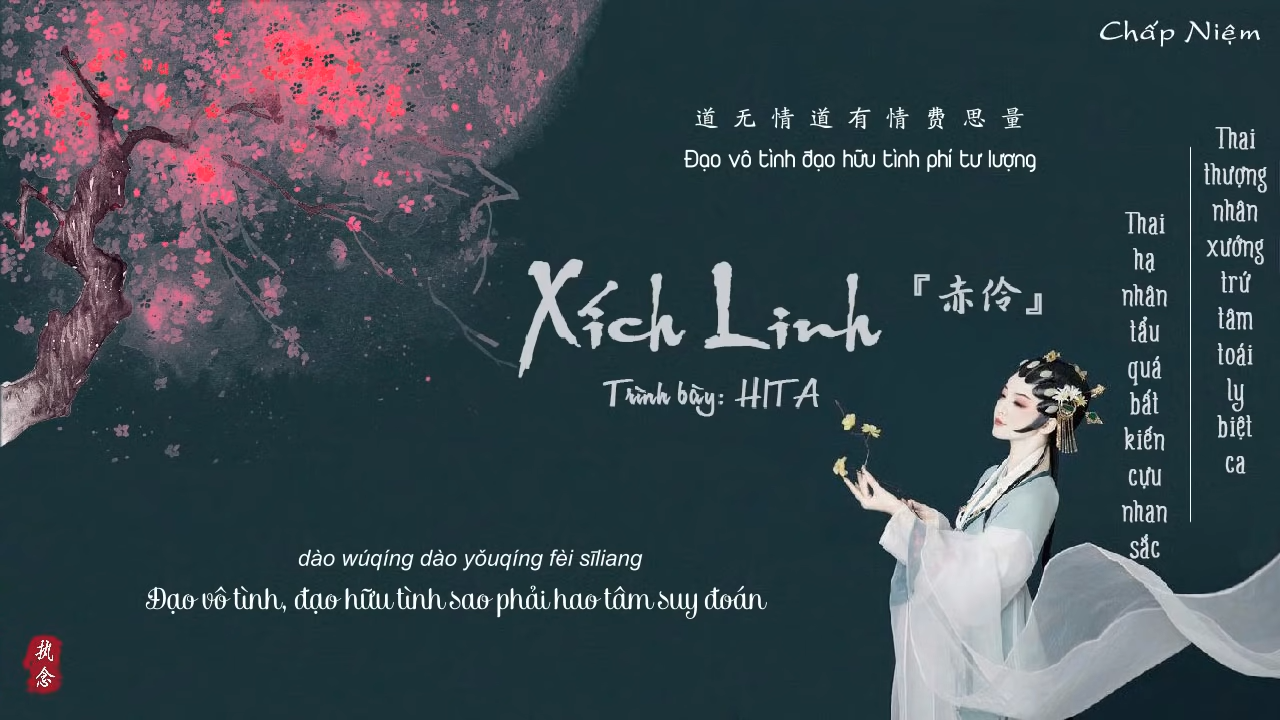 Chấp Niệm
道无情道有情费思量
Đạo vô tình đạo hữu tình phí tư lượng
Thai
thượng
nhân
xướng
trứ
tâm
toái
ly
biệt
ca
Thai
hạ
nhân
tẩu
quá
bất
kiến
cựu
nhan
sắc
Xích Linh 『赤伶』
Trình bày: HITA
dào wúqíng dào yǒuqíng fèi sīliang
Đạo vô tình, đạo hữu tình sao phải hao tâm suy đoán
执
念